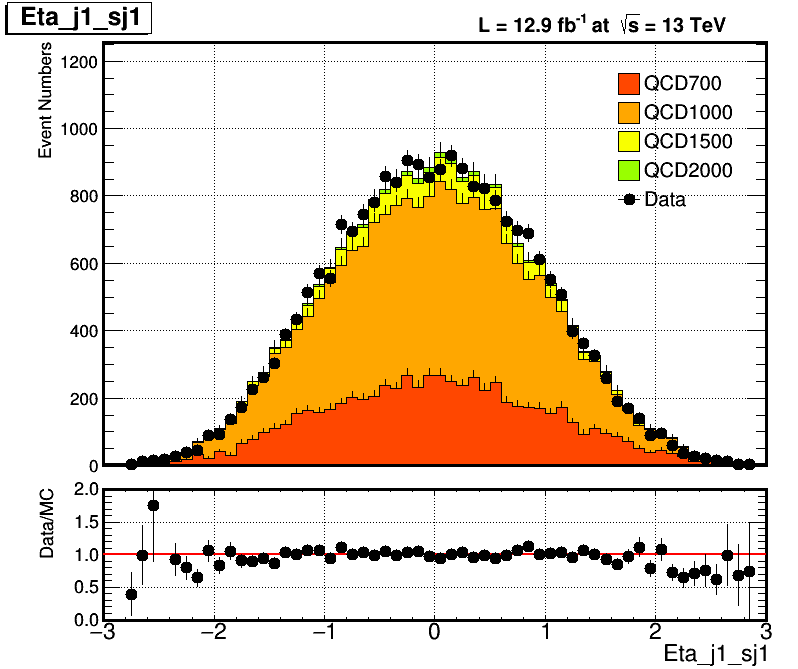 Eta_j1_sj1
L = 12.9 fb⁻¹ at √s = 13 TeV
Event Numbers
1200
1000
800
600
400
200
0
QCD700
QCD1000
QCD1500
QCD2000
Data
Data/MC
2.0
1.5
1.0
0.5
0.0
−3 −2 −1 0 1 2 3
Eta_j1_sj1